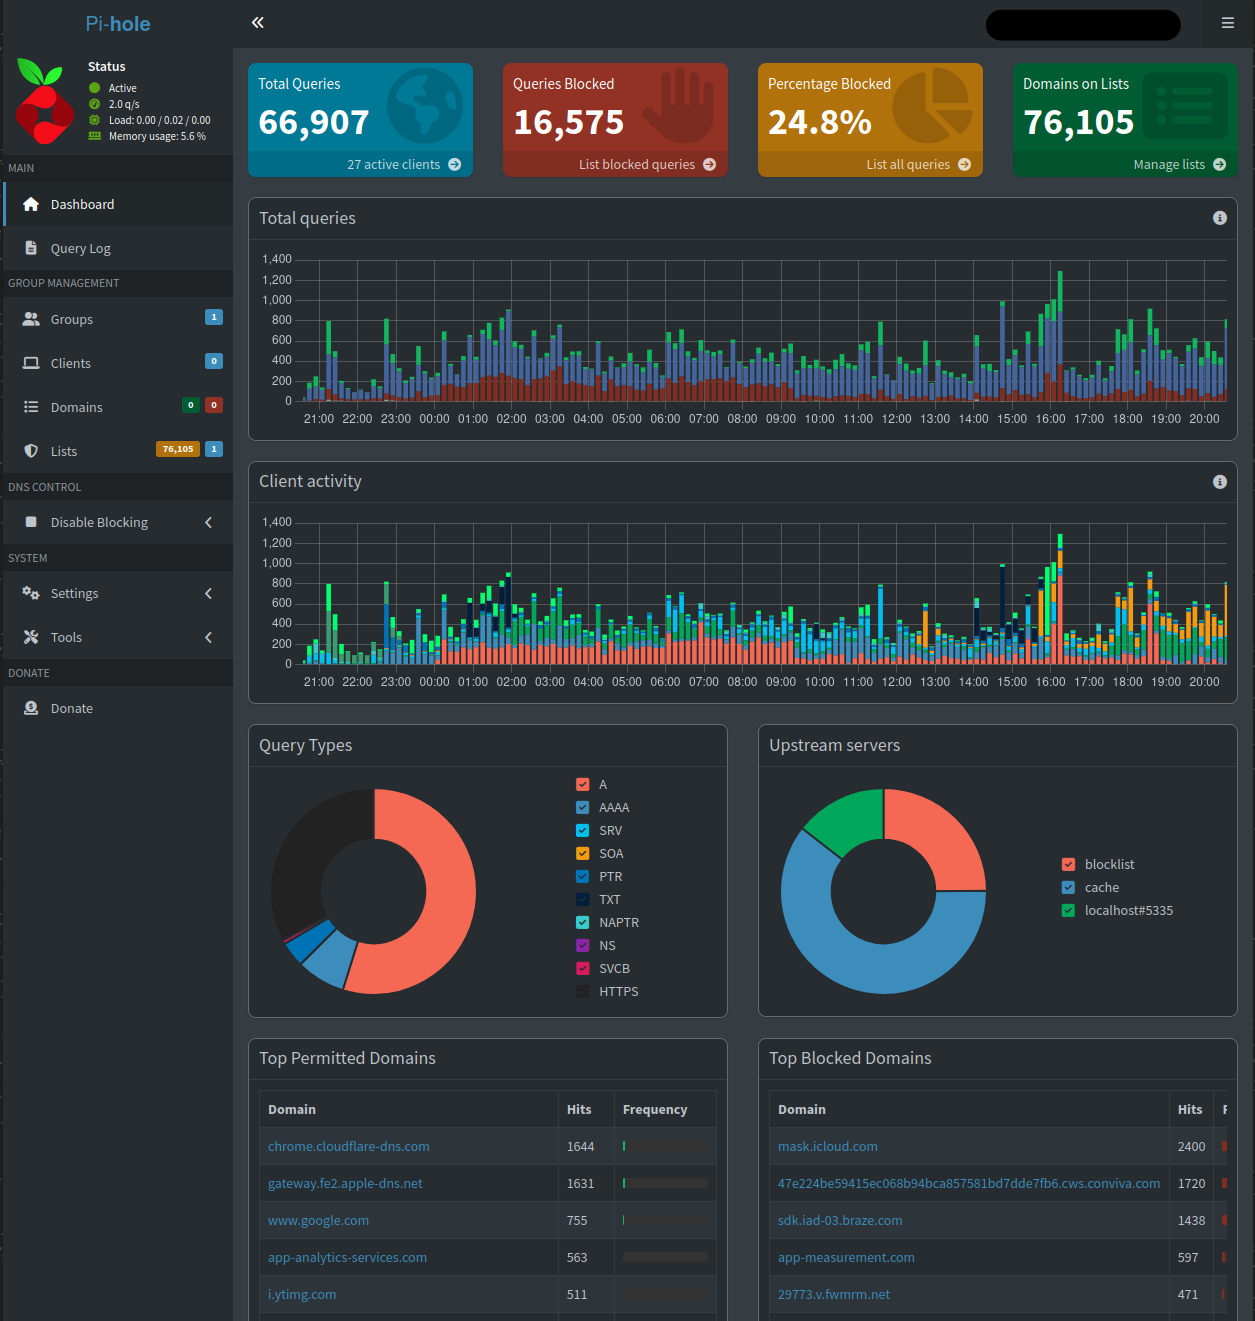 Pi-hole
Status
Active
2.0 q/s
Load: 0.00 / 0.02 / 0.00
Memory usage: 5.6 %
MAIN
Dashboard
Query Log
GROUP MANAGEMENT
Groups 1
Clients 0
Domains 0 0
Lists 76,105 1
DNS CONTROL
Disable Blocking
SYSTEM
Settings
Tools
DONATE
Donate
Total Queries
66,907
27 active clients
Queries Blocked
16,575
List blocked queries
Percentage Blocked
24.8%
List all queries
Domains on Lists
76,105
Manage lists
Total queries
1,400
1,200
1,000
800
600
400
200
0
21:00 22:00 23:00 00:00 01:00 02:00 03:00 04:00 05:00 06:00 07:00 08:00 09:00 10:00 11:00 12:00 13:00 14:00 15:00 16:00 17:00 18:00 19:00 20:00
Client activity
1,400
1,200
1,000
800
600
400
200
0
21:00 22:00 23:00 00:00 01:00 02:00 03:00 04:00 05:00 06:00 07:00 08:00 09:00 10:00 11:00 12:00 13:00 14:00 15:00 16:00 17:00 18:00 19:00 20:00
Query Types
A
AAAA
SRV
SOA
PTR
TXT
NAPTR
NS
SVCB
HTTPS
Upstream servers
blocklist
cache
localhost#5335
Top Permitted Domains
Domain Hits Frequency
chrome.cloudflare-dns.com 1644
gateway.fe2.apple-dns.net 1631
www.google.com 755
app-analytics-services.com 563
i.ytimg.com 511
Top Blocked Domains
Domain Hits
mask.icloud.com 2400
47e224be59415ec068b94bca857581bd7dde7fb6.cws.conviva.com 1720
sdk.iad-03.braze.com 1438
app-measurement.com 597
29773.v.fwmrm.net 471